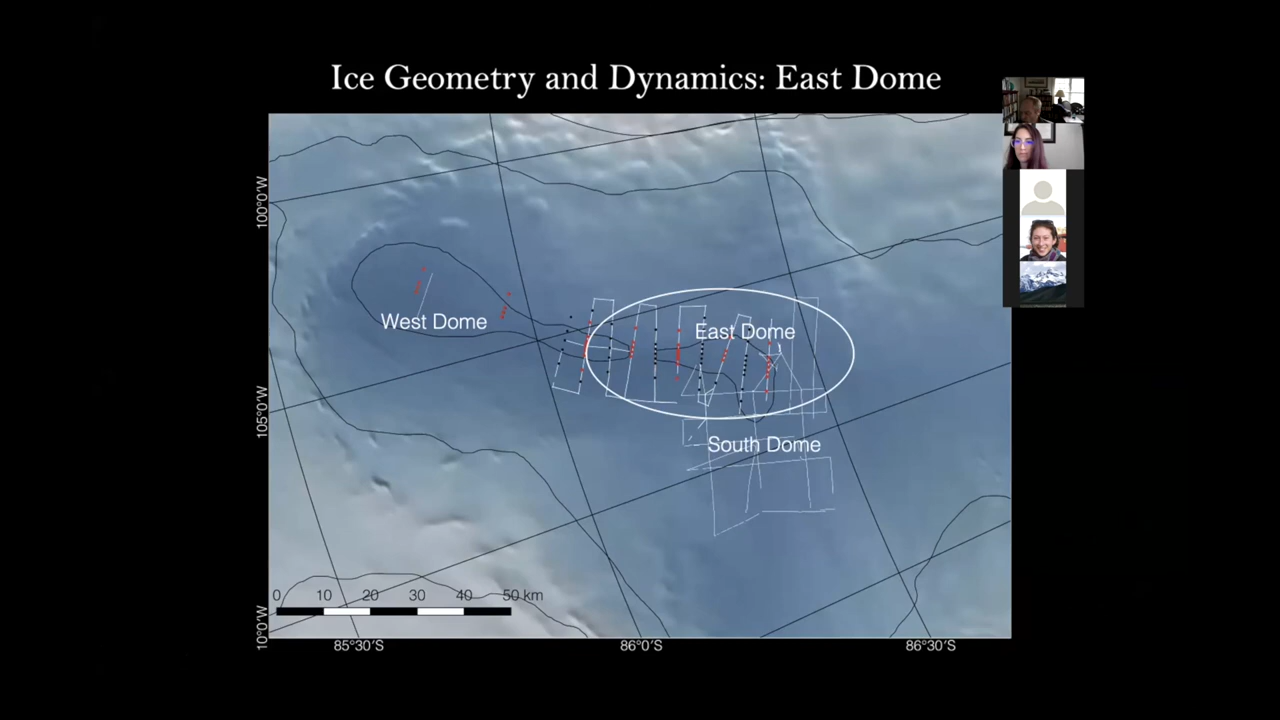 Ice Geometry and Dynamics: East Dome
100°0'W
West Dome
East Dome
105°0'W
South Dome
0 10 20 30 40 50 km
10°0'W
85°30'S 86°0'S 86°30'S